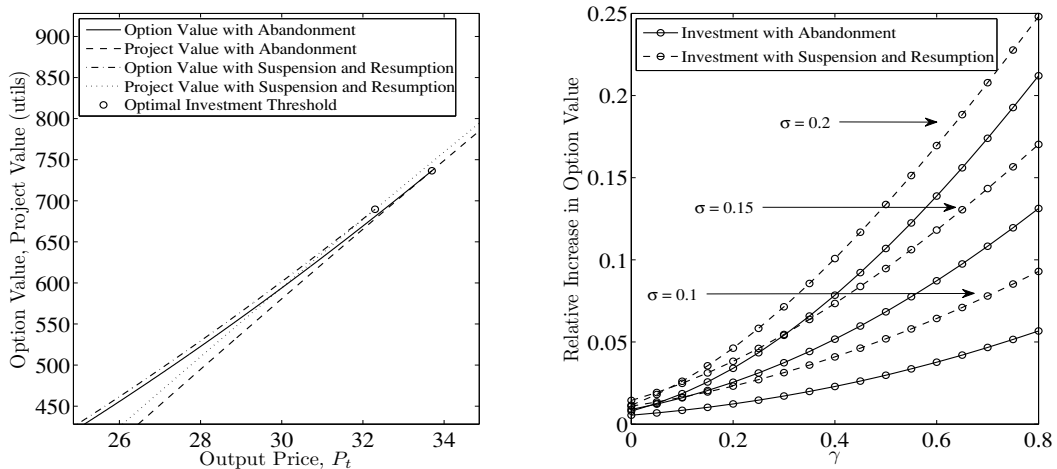 Option Value, Project Value (utils)
900
850
800
750
700
650
600
550
500
450
26
28
30
32
34
Output Price, P_t
Option Value with Abandonment
Project Value with Abandonment
Option Value with Suspension and Resumption
Project Value with Suspension and Resumption
Optimal Investment Threshold
Relative Increase in Option Value
0.25
0.2
0.15
0.1
0.05
0
0
0.2
0.4
0.6
0.8
γ
Investment with Abandonment
Investment with Suspension and Resumption
σ = 0.2
σ = 0.15
σ = 0.1